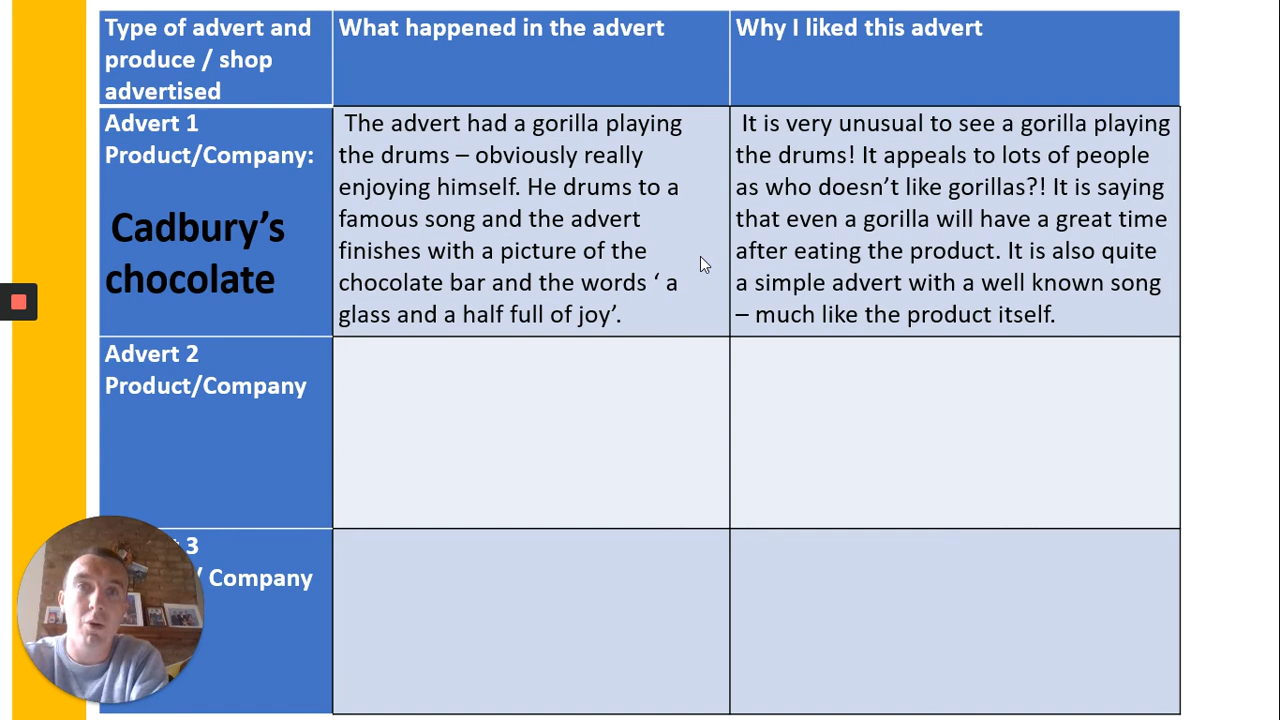 Type of advert and
produce / shop
advertised
What happened in the advert
Why I liked this advert
Advert 1
Product/Company:
Cadbury’s
chocolate
The advert had a gorilla playing
the drums – obviously really
enjoying himself. He drums to a
famous song and the advert
finishes with a picture of the
chocolate bar and the words ‘ a
glass and a half full of joy’.
It is very unusual to see a gorilla playing
the drums! It appeals to lots of people
as who doesn’t like gorillas?! It is saying
that even a gorilla will have a great time
after eating the product. It is also quite
a simple advert with a well known song
– much like the product itself.
Advert 2
Product/Company
3
/ Company